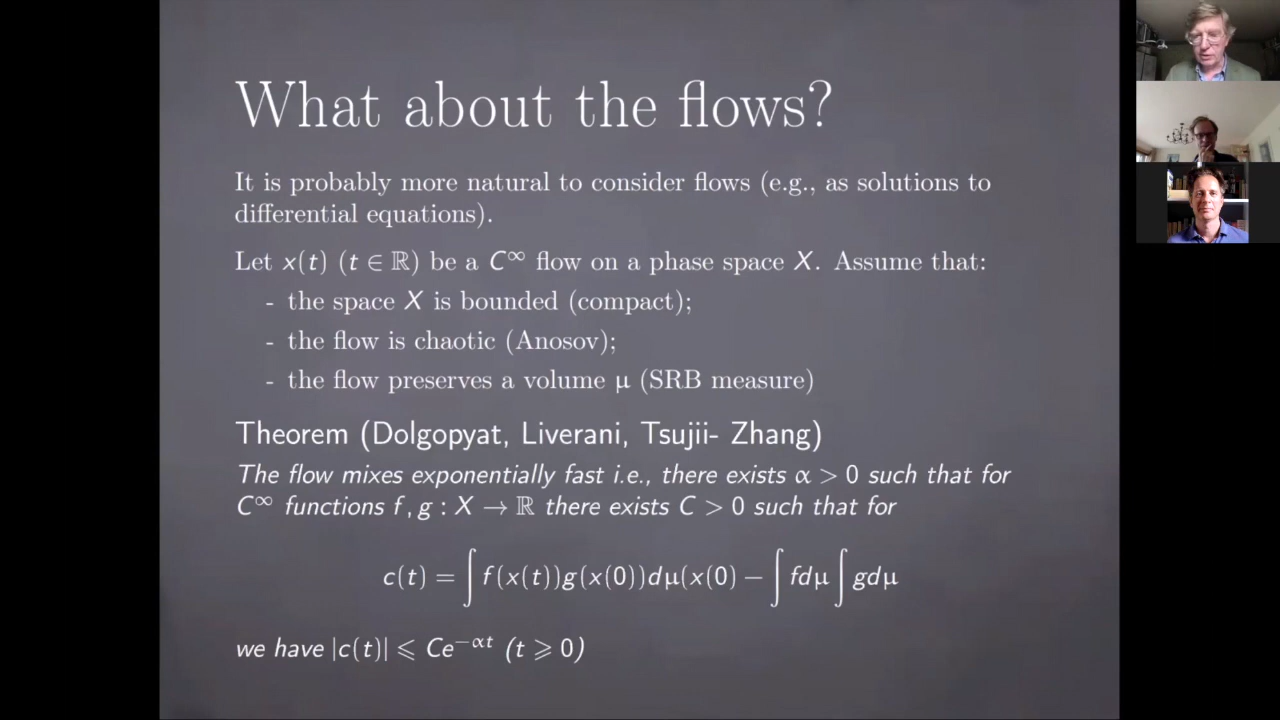 What about the flows?
It is probably more natural to consider flows (e.g., as solutions to
differential equations).
Let x(t) (t ∈ ℝ) be a C^∞ flow on a phase space X. Assume that:
- the space X is bounded (compact);
- the flow is chaotic (Anosov);
- the flow preserves a volume μ (SRB measure)
Theorem (Dolgopyat, Liverani, Tsujii- Zhang)
The flow mixes exponentially fast i.e., there exists α > 0 such that for
C^∞ functions f, g : X → ℝ there exists C > 0 such that for
c(t) = ∫ f(x(t))g(x(0))dμ(x(0) − ∫ fdμ ∫ gdμ
we have |c(t)| ⩽ Ce^{−αt} (t ⩾ 0)